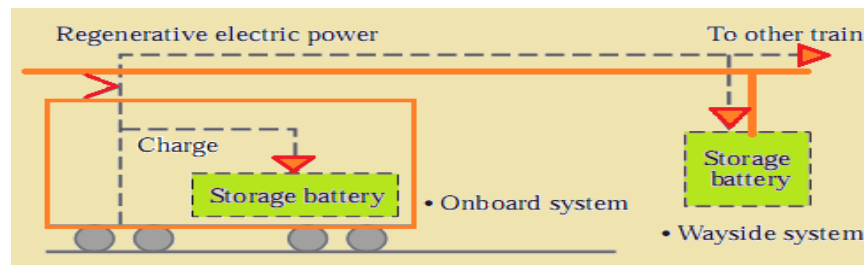 Regenerative electric power
To other train
Charge
Storage battery
• Onboard system
Storage
battery
• Wayside system